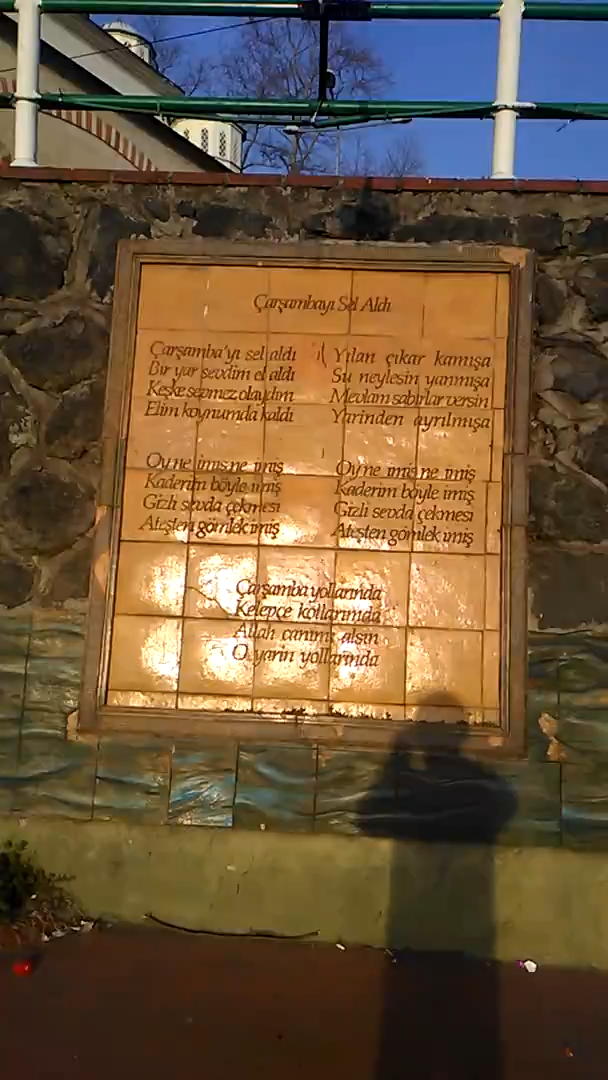 Çarşambayı Sel Aldı
Çarşamba'yı sel aldı
Bir yar sevdim el aldı
Keşke sevmez olaydım
Elim koynumda kaldı
Oy ne imiş ne imiş
Kaderim böyle imiş
Gizli sevda çekmesi
Ateşten gömlek imiş
Yılan çıkar kamışa
Su neylesin yanmışa
Mevlam sabırlar versin
Yarinden ayrılmışa
Oy ne imiş ne imiş
Kaderim böyle imiş
Gizli sevda çekmesi
Ateşten gömlek imiş
Çarşamba yollarında
Kelepçe kollarımda
Allah canımı alsın
O yarin yollarında